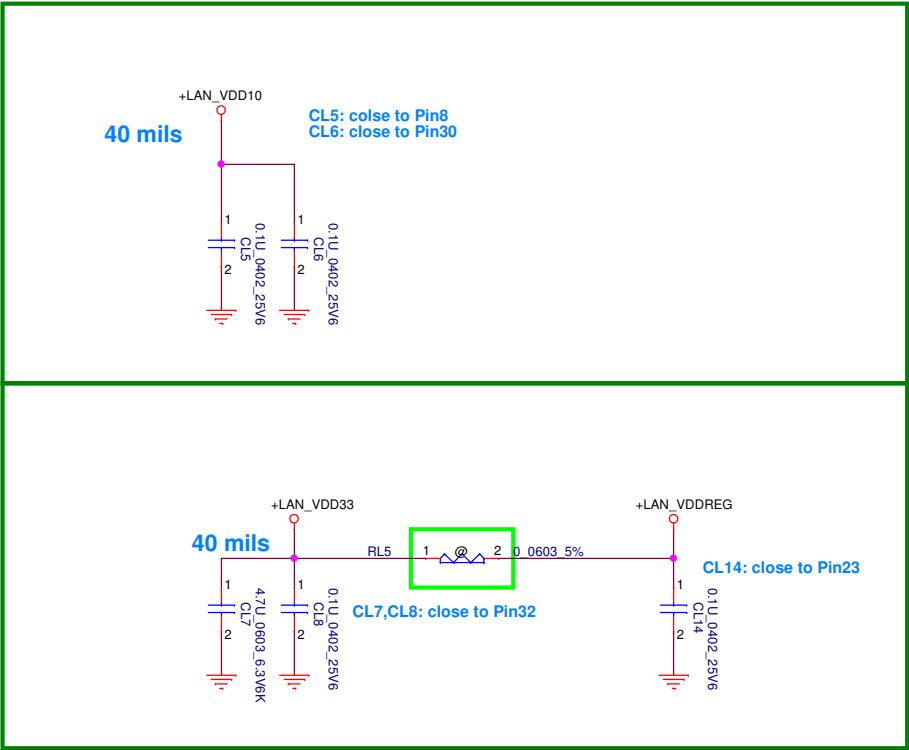 +LAN_VDD10
40 mils
CL5: colse to Pin8
CL6: close to Pin30
1
2
CL5
0.1U_0402_25V6
1
2
CL6
0.1U_0402_25V6
+LAN_VDD33
+LAN_VDDREG
40 mils
RL5
1
@
2
0_0603_5%
CL14: close to Pin23
CL7,CL8: close to Pin32
1
2
CL7
4.7U_0603_6.3V6K
1
2
CL8
0.1U_0402_25V6
1
2
CL14
0.1U_0402_25V6